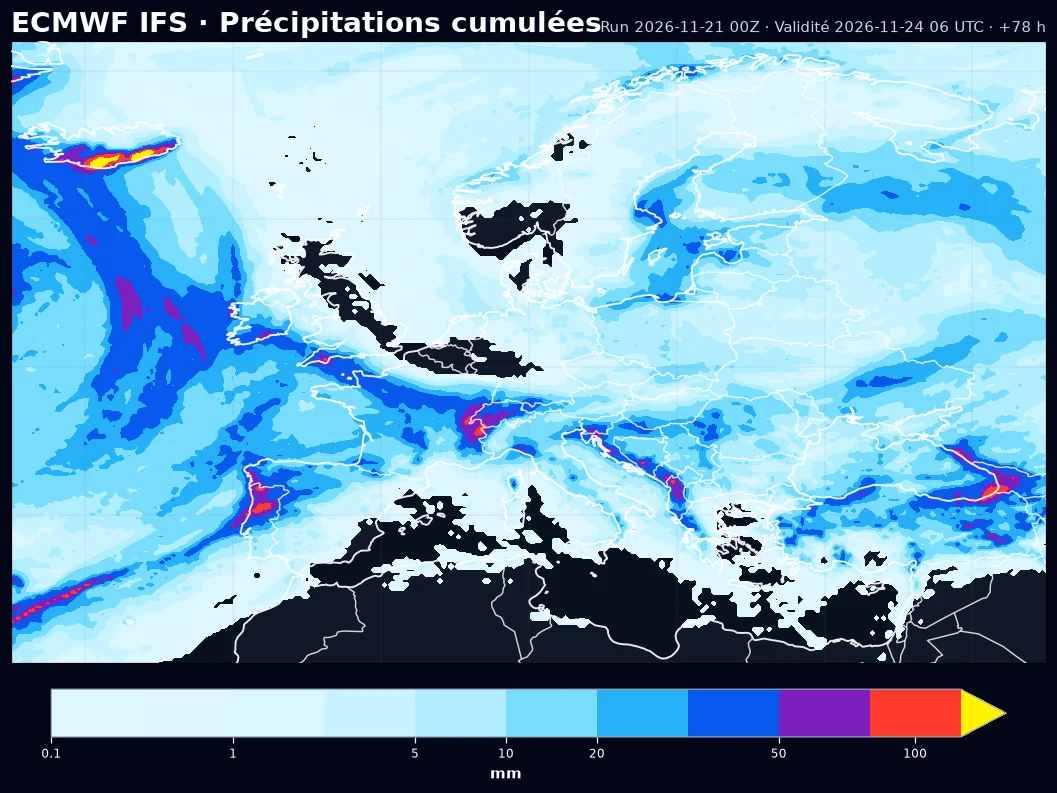 ECMWF IFS · Précipitations cumulées
Run 2026-11-21 00Z · Validité 2026-11-24 06 UTC · +78 h
0.1 1 5 10 20 50 100
mm